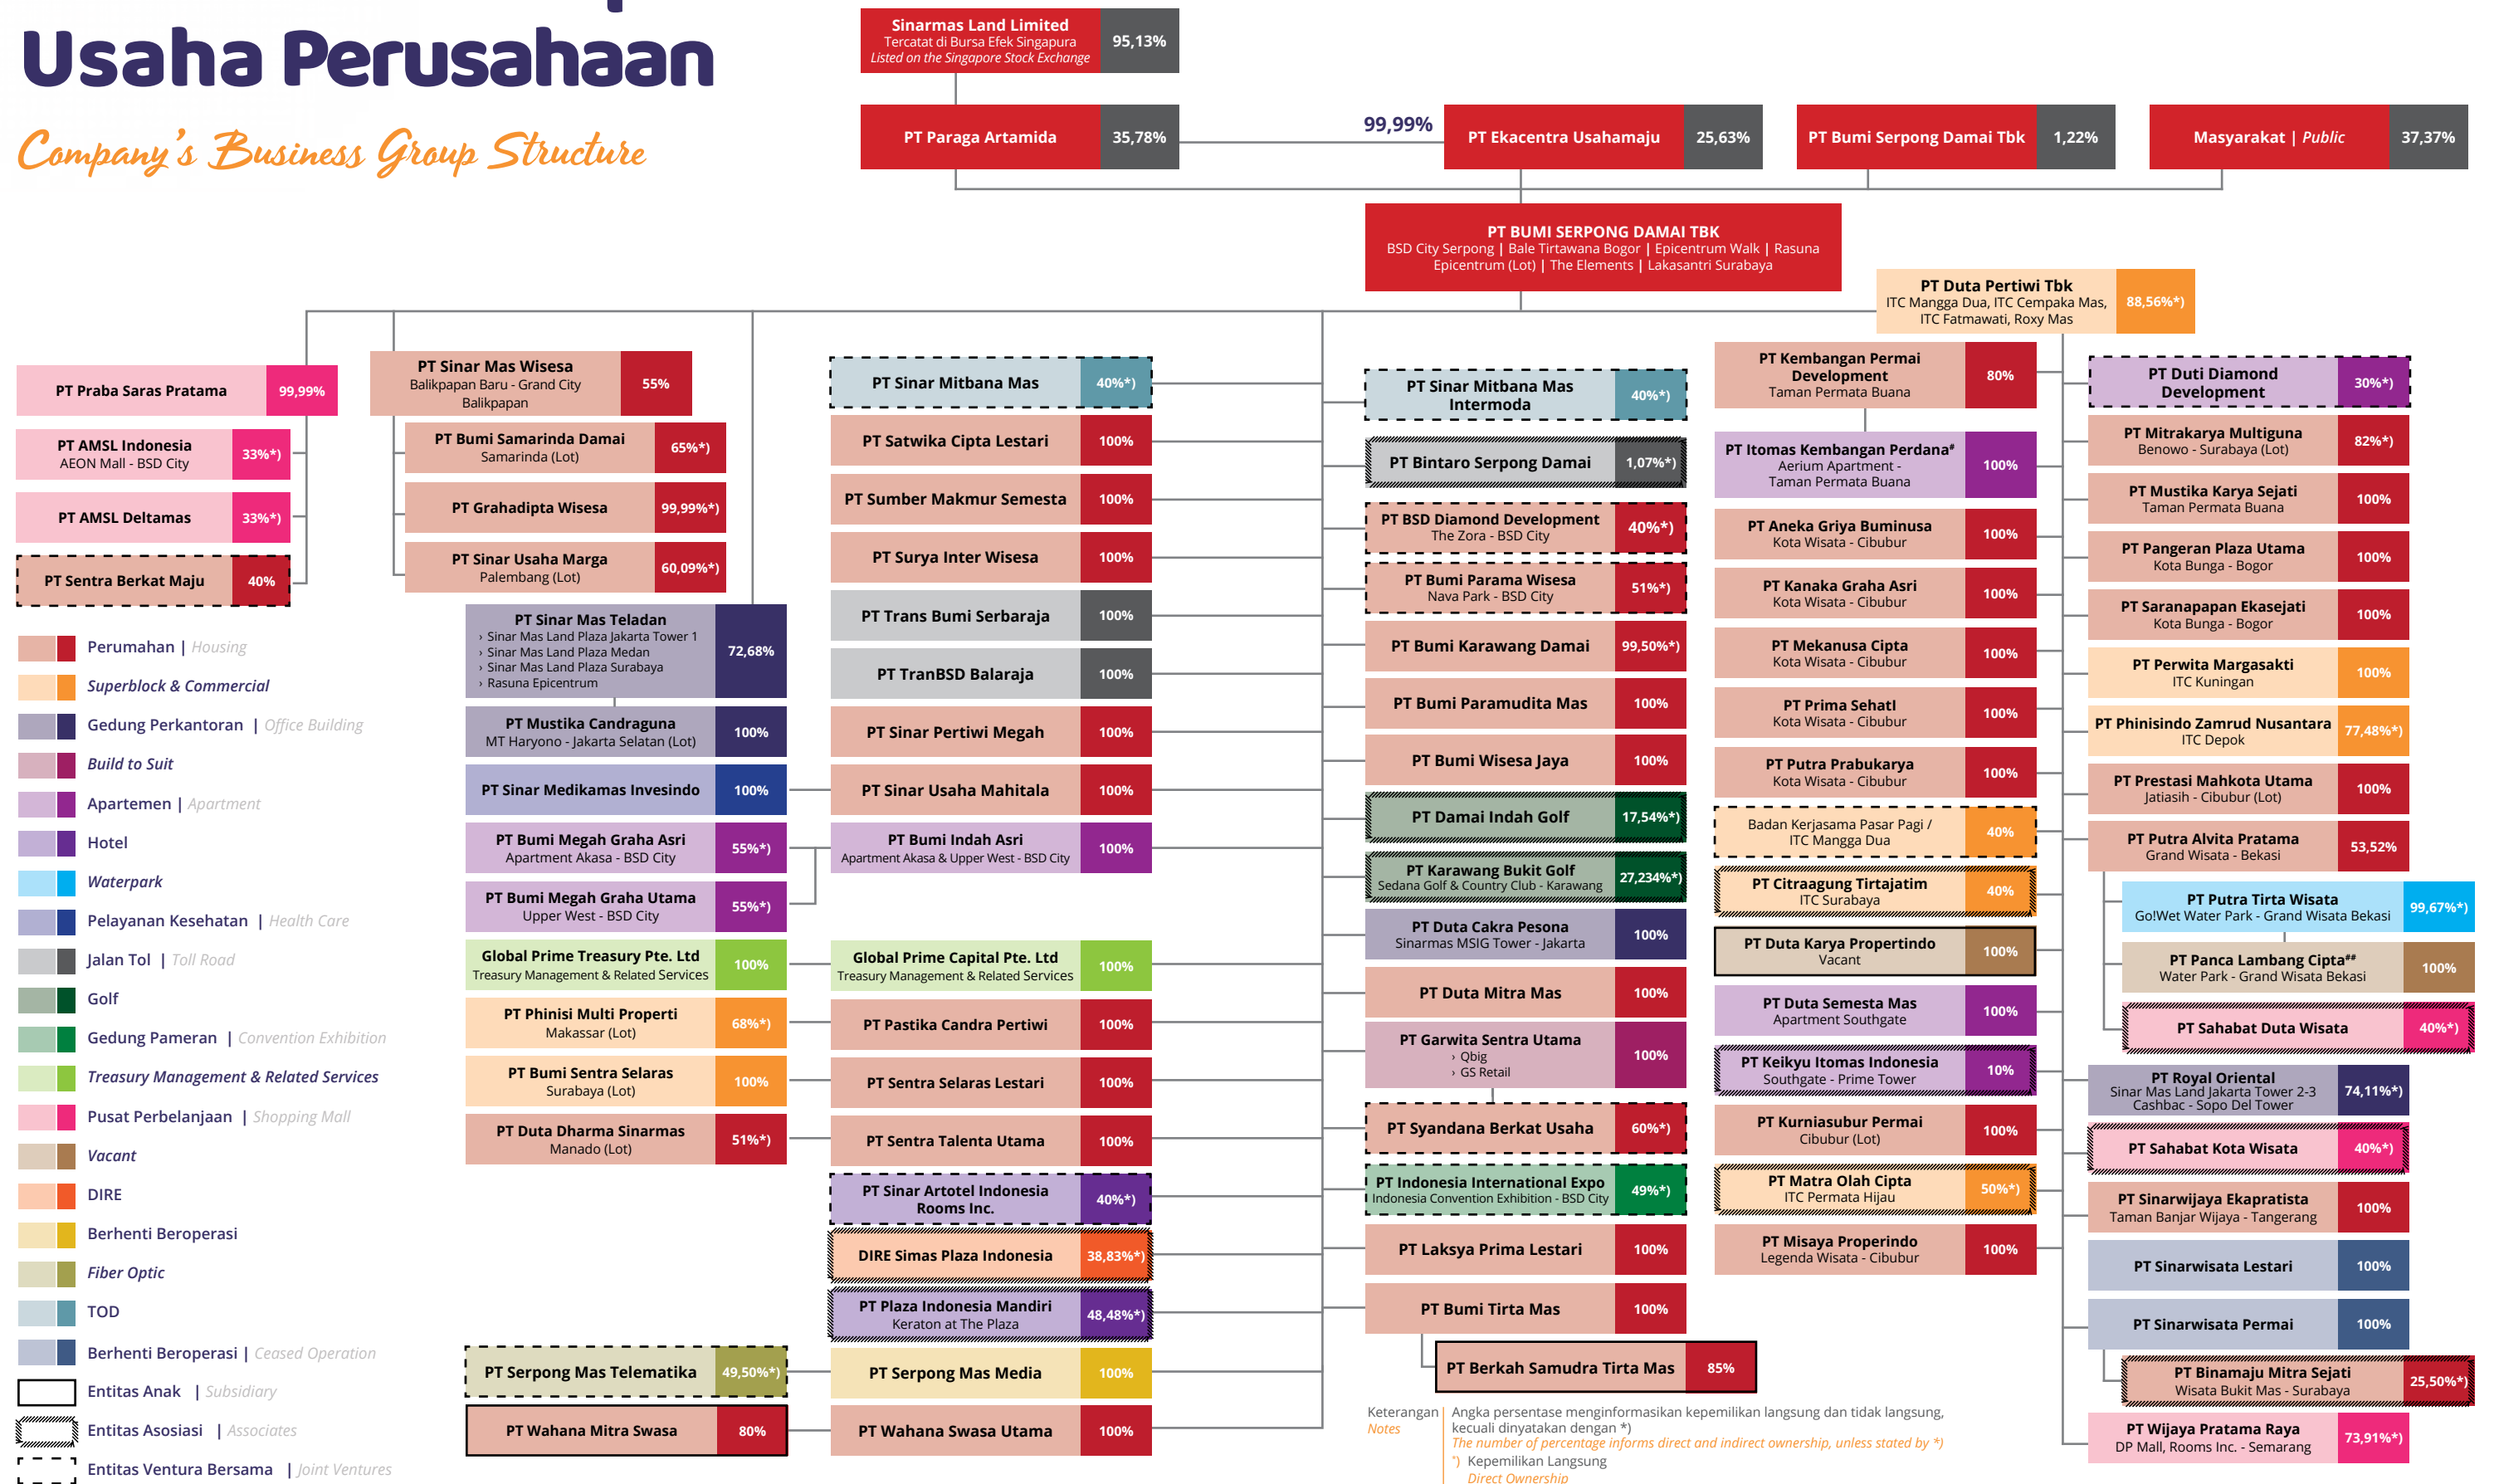 Usaha Perusahaan
Company's Business Group Structure
Sinarmas Land Limited
Tercatat di Bursa Efek Singapura
Listed on the Singapore Stock Exchange
95,13%
PT Paraga Artamida
35,78%
99,99%
PT Ekacentra Usahamaju
25,63%
PT Bumi Serpong Damai Tbk
1,22%
Masyarakat | Public
37,37%
PT BUMI SERPONG DAMAI TBK
BSD City Serpong | Bale Tirtawana Bogor | Epicentrum Walk | Rasuna
Epicentrum (Lot) | The Elements | Lakasantri Surabaya
PT Duta Pertiwi Tbk
ITC Mangga Dua, ITC Cempaka Mas,
ITC Fatmawati, Roxy Mas
88,56%*)
PT Praba Saras Pratama
99,99%
PT AMSL Indonesia
AEON Mall - BSD City
33%*)
PT AMSL Deltamas
33%*)
PT Sentra Berkat Maju
40%
PT Sinar Mas Wisesa
Balikpapan Baru - Grand City
Balikpapan
55%
PT Bumi Samarinda Damai
Samarinda (Lot)
65%*)
PT Grahadipta Wisesa
99,99%*)
PT Sinar Usaha Marga
Palembang (Lot)
60,09%*)
PT Sinar Mas Teladan
› Sinar Mas Land Plaza Jakarta Tower 1
› Sinar Mas Land Plaza Medan
› Sinar Mas Land Plaza Surabaya
› Rasuna Epicentrum
72,68%
PT Mustika Candraguna
MT Haryono - Jakarta Selatan (Lot)
100%
PT Sinar Medikamas Invesindo
100%
PT Bumi Megah Graha Asri
Apartment Akasa - BSD City
55%*)
PT Bumi Megah Graha Utama
Upper West - BSD City
55%*)
Global Prime Treasury Pte. Ltd
Treasury Management & Related Services
100%
PT Phinisi Multi Properti
Makassar (Lot)
68%*)
PT Bumi Sentra Selaras
Surabaya (Lot)
100%
PT Duta Dharma Sinarmas
Manado (Lot)
51%*)
PT Serpong Mas Telematika
49,50%*)
PT Wahana Mitra Swasa
80%
PT Sinar Mitbana Mas
40%*)
PT Satwika Cipta Lestari
100%
PT Sumber Makmur Semesta
100%
PT Surya Inter Wisesa
100%
PT Trans Bumi Serbaraja
100%
PT TranBSD Balaraja
100%
PT Sinar Pertiwi Megah
100%
PT Sinar Usaha Mahitala
100%
PT Bumi Indah Asri
Apartment Akasa & Upper West - BSD City
100%
Global Prime Capital Pte. Ltd
Treasury Management & Related Services
100%
PT Pastika Candra Pertiwi
100%
PT Sentra Selaras Lestari
100%
PT Sentra Talenta Utama
100%
PT Sinar Artotel Indonesia
Rooms Inc.
40%*)
DIRE Simas Plaza Indonesia
38,83%*)
PT Plaza Indonesia Mandiri
Keraton at The Plaza
48,48%*)
PT Serpong Mas Media
100%
PT Wahana Swasa Utama
100%
PT Sinar Mitbana Mas
Intermoda
40%*)
PT Bintaro Serpong Damai
1,07%*)
PT BSD Diamond Development
The Zora - BSD City
40%*)
PT Bumi Parama Wisesa
Nava Park - BSD City
51%*)
PT Bumi Karawang Damai
99,50%*)
PT Bumi Paramudita Mas
100%
PT Bumi Wisesa Jaya
100%
PT Damai Indah Golf
17,54%*)
PT Karawang Bukit Golf
Sedana Golf & Country Club - Karawang
27,234%*)
PT Duta Cakra Pesona
Sinarmas MSIG Tower - Jakarta
100%
PT Duta Mitra Mas
100%
PT Garwita Sentra Utama
› Qbig
› GS Retail
100%
PT Syandana Berkat Usaha
60%*)
PT Indonesia International Expo
Indonesia Convention Exhibition - BSD City
49%*)
PT Laksya Prima Lestari
100%
PT Bumi Tirta Mas
100%
PT Berkah Samudra Tirta Mas
85%
PT Kembangan Permai
Development
Taman Permata Buana
80%
PT Itomas Kembangan Perdana#
Aerium Apartment -
Taman Permata Buana
100%
PT Aneka Griya Buminusa
Kota Wisata - Cibubur
100%
PT Kanaka Graha Asri
Kota Wisata - Cibubur
100%
PT Mekanusa Cipta
Kota Wisata - Cibubur
100%
PT Prima SehatI
Kota Wisata - Cibubur
100%
PT Putra Prabukarya
Kota Wisata - Cibubur
100%
Badan Kerjasama Pasar Pagi /
ITC Mangga Dua
40%
PT Citraagung Tirtajatim
ITC Surabaya
40%
PT Duta Karya Propertindo
Vacant
100%
PT Duta Semesta Mas
Apartment Southgate
100%
PT Keikyu Itomas Indonesia
Southgate - Prime Tower
10%
PT Kurniasubur Permai
Cibubur (Lot)
100%
PT Matra Olah Cipta
ITC Permata Hijau
50%*)
PT Misaya Properindo
Legenda Wisata - Cibubur
100%
PT Duti Diamond
Development
30%*)
PT Mitrakarya Multiguna
Benowo - Surabaya (Lot)
82%*)
PT Mustika Karya Sejati
Taman Permata Buana
100%
PT Pangeran Plaza Utama
Kota Bunga - Bogor
100%
PT Saranapapan Ekasejati
Kota Bunga - Bogor
100%
PT Perwita Margasakti
ITC Kuningan
100%
PT Phinisindo Zamrud Nusantara
ITC Depok
77,48%*)
PT Prestasi Mahkota Utama
Jatiasih - Cibubur (Lot)
100%
PT Putra Alvita Pratama
Grand Wisata - Bekasi
53,52%
PT Putra Tirta Wisata
Go!Wet Water Park - Grand Wisata Bekasi
99,67%*)
PT Panca Lambang Cipta##
Water Park - Grand Wisata Bekasi
100%
PT Sahabat Duta Wisata
40%*)
PT Royal Oriental
Sinar Mas Land Jakarta Tower 2-3
Cashbac - Sopo Del Tower
74,11%*)
PT Sahabat Kota Wisata
40%*)
PT Sinarwijaya Ekapratista
Taman Banjar Wijaya - Tangerang
100%
PT Sinarwisata Lestari
100%
PT Sinarwisata Permai
100%
PT Binamaju Mitra Sejati
Wisata Bukit Mas - Surabaya
25,50%*)
PT Wijaya Pratama Raya
DP Mall, Rooms Inc. - Semarang
73,91%*)
Perumahan | Housing
Superblock & Commercial
Gedung Perkantoran | Office Building
Build to Suit
Apartemen | Apartment
Hotel
Waterpark
Pelayanan Kesehatan | Health Care
Jalan Tol | Toll Road
Golf
Gedung Pameran | Convention Exhibition
Treasury Management & Related Services
Pusat Perbelanjaan | Shopping Mall
Vacant
DIRE
Berhenti Beroperasi
Fiber Optic
TOD
Berhenti Beroperasi | Ceased Operation
Entitas Anak | Subsidiary
Entitas Asosiasi | Associates
Entitas Ventura Bersama | Joint Ventures
Keterangan
Notes
Angka persentase menginformasikan kepemilikan langsung dan tidak langsung,
kecuali dinyatakan dengan *)
The number of percentage informs direct and indirect ownership, unless stated by *)
*) Kepemilikan Langsung
Direct Ownership